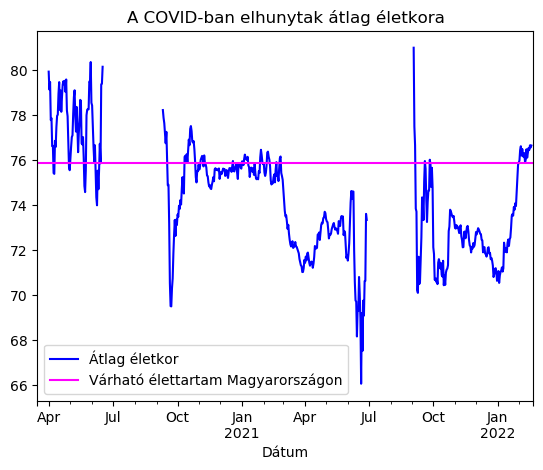 A COVID-ban elhunytak átlag életkora
80
78
76
74
72
70
68
66
Átlag életkor
Várható élettartam Magyarországon
Apr Jul Oct Jan Apr Jul Oct Jan
2021 2022
Dátum